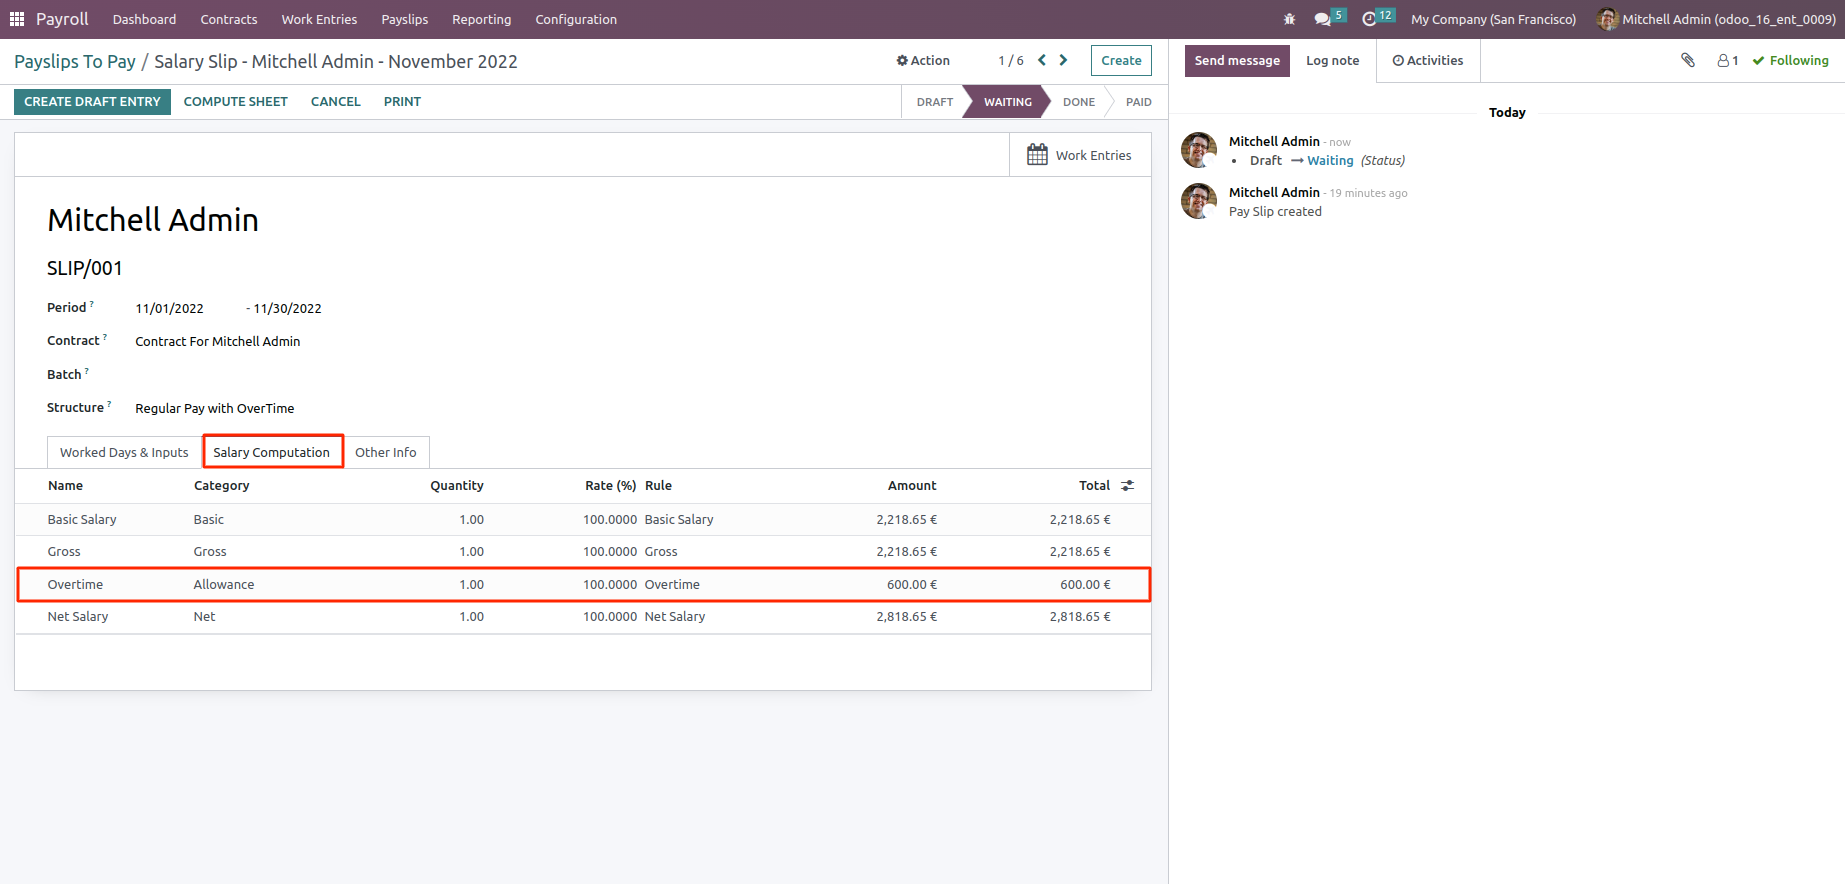 Payroll Dashboard Contracts Work Entries Payslips Reporting Configuration 5 12 My Company (San Francisco) Mitchell Admin (odoo_16_ent_0009)
Payslips To Pay / Salary Slip - Mitchell Admin - November 2022 Action 1 / 6 Create
CREATE DRAFT ENTRY COMPUTE SHEET CANCEL PRINT DRAFT WAITING DONE PAID
Work Entries
Mitchell Admin
SLIP/001
Period ? 11/01/2022 - 11/30/2022
Contract ? Contract For Mitchell Admin
Batch ?
Structure ? Regular Pay with OverTime
Worked Days & Inputs Salary Computation Other Info
Name Category Quantity Rate (%) Rule Amount Total
Basic Salary Basic 1.00 100.0000 Basic Salary 2,218.65 € 2,218.65 €
Gross Gross 1.00 100.0000 Gross 2,218.65 € 2,218.65 €
Overtime Allowance 1.00 100.0000 Overtime 600.00 € 600.00 €
Net Salary Net 1.00 100.0000 Net Salary 2,818.65 € 2,818.65 €
Send message Log note Activities 1 Following
Today
Mitchell Admin - now
• Draft → Waiting (Status)
Mitchell Admin - 19 minutes ago
Pay Slip created